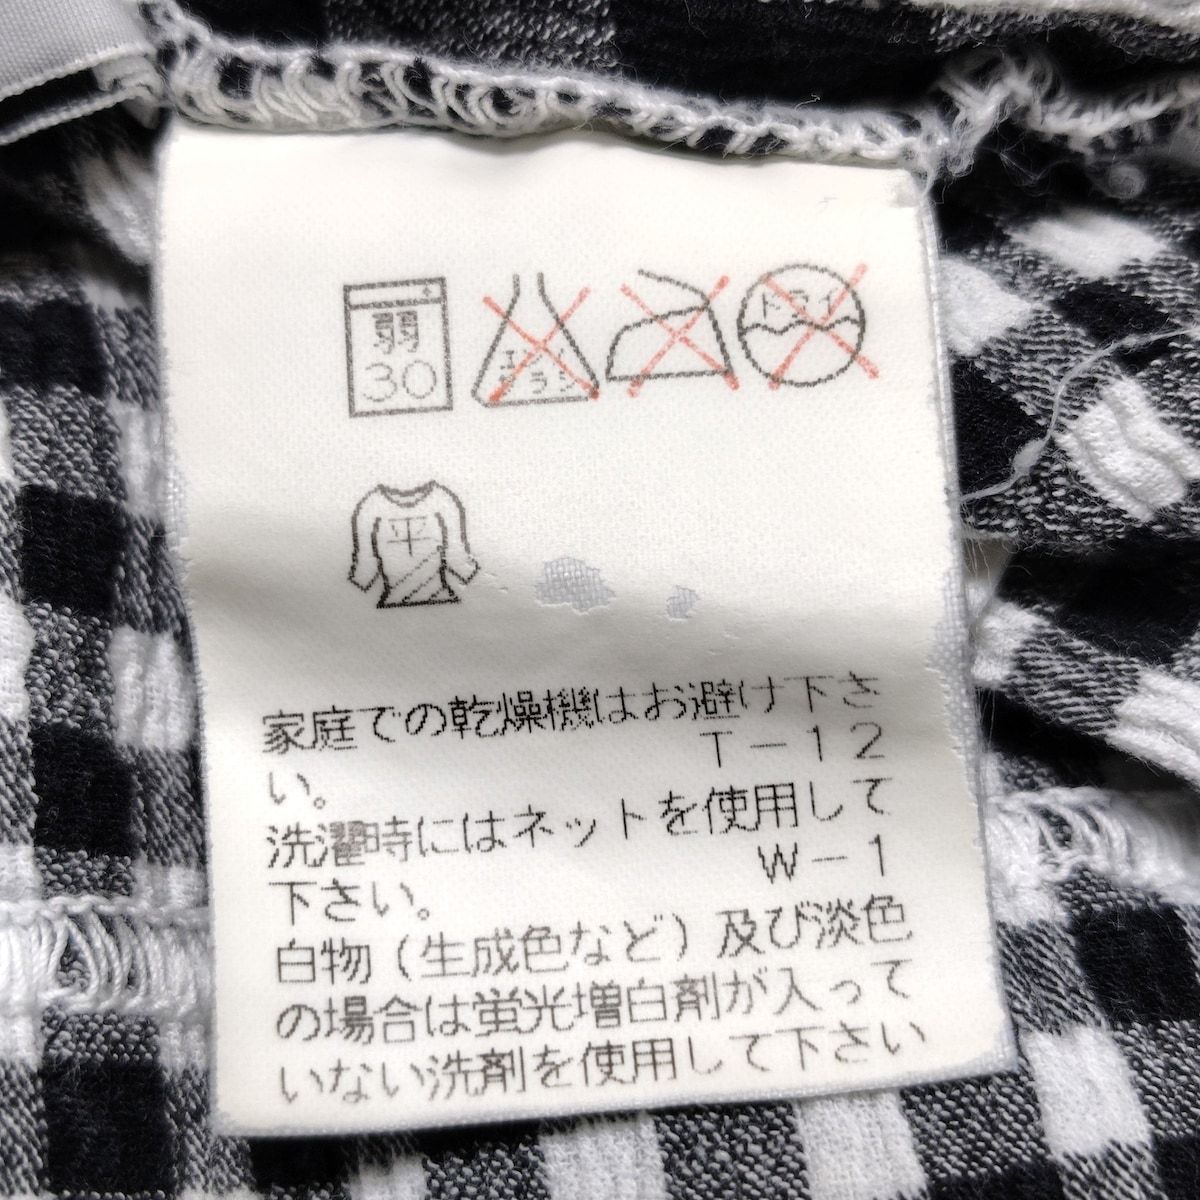 弱
30
エンソ
サラシ
ドライ
平
家庭での乾燥機はお避け下さ
い。
T－12
洗濯時にはネットを使用して
下さい。
W－1
白物（生成色など）及び淡色
の場合は蛍光増白剤が入って
いない洗剤を使用して下さい